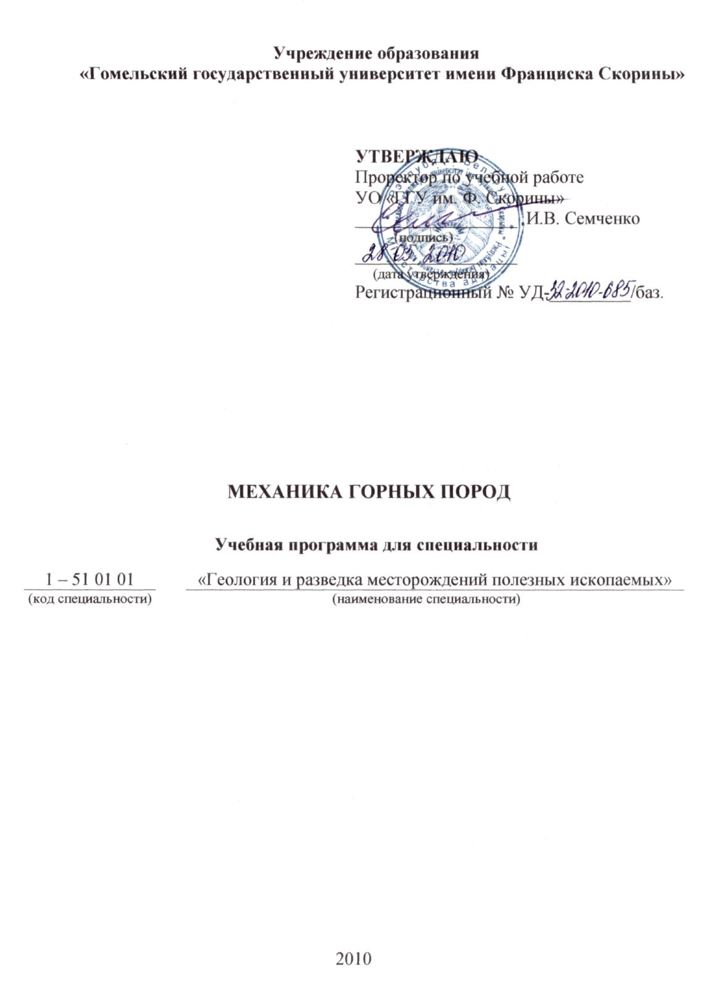 Учреждение образования
«Гомельский государственный университет имени Франциска Скорины»
УТВЕРЖДАЮ
Проректор по учебной работе
УО «ГГУ им. Ф. Скорины»
И.В. Семченко
(подпись)
28 05 2010
(дата утверждения)
Регистрационный № УД-32-2010-685/баз.
МЕХАНИКА ГОРНЫХ ПОРОД
Учебная программа для специальности
1 – 51 01 01 «Геология и разведка месторождений полезных ископаемых»
(код специальности) (наименование специальности)
2010